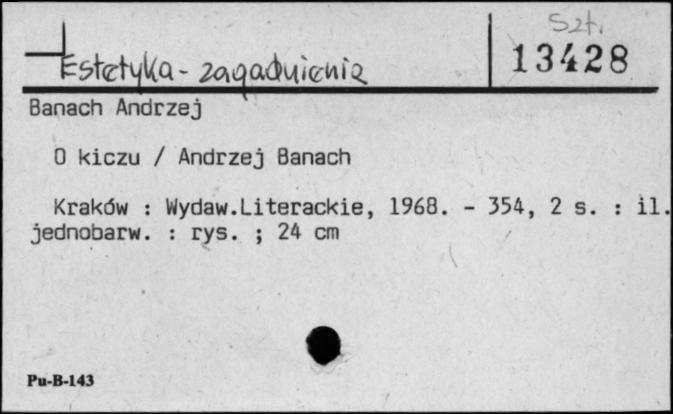 Szt.
Estetyka - zagadnienia
13428
Banach Andrzej
O kiczu / Andrzej Banach
Kraków : Wydaw.Literackie, 1968. - 354, 2 s. : il.
jednobarw. : rys. ; 24 cm
Pu-B-143